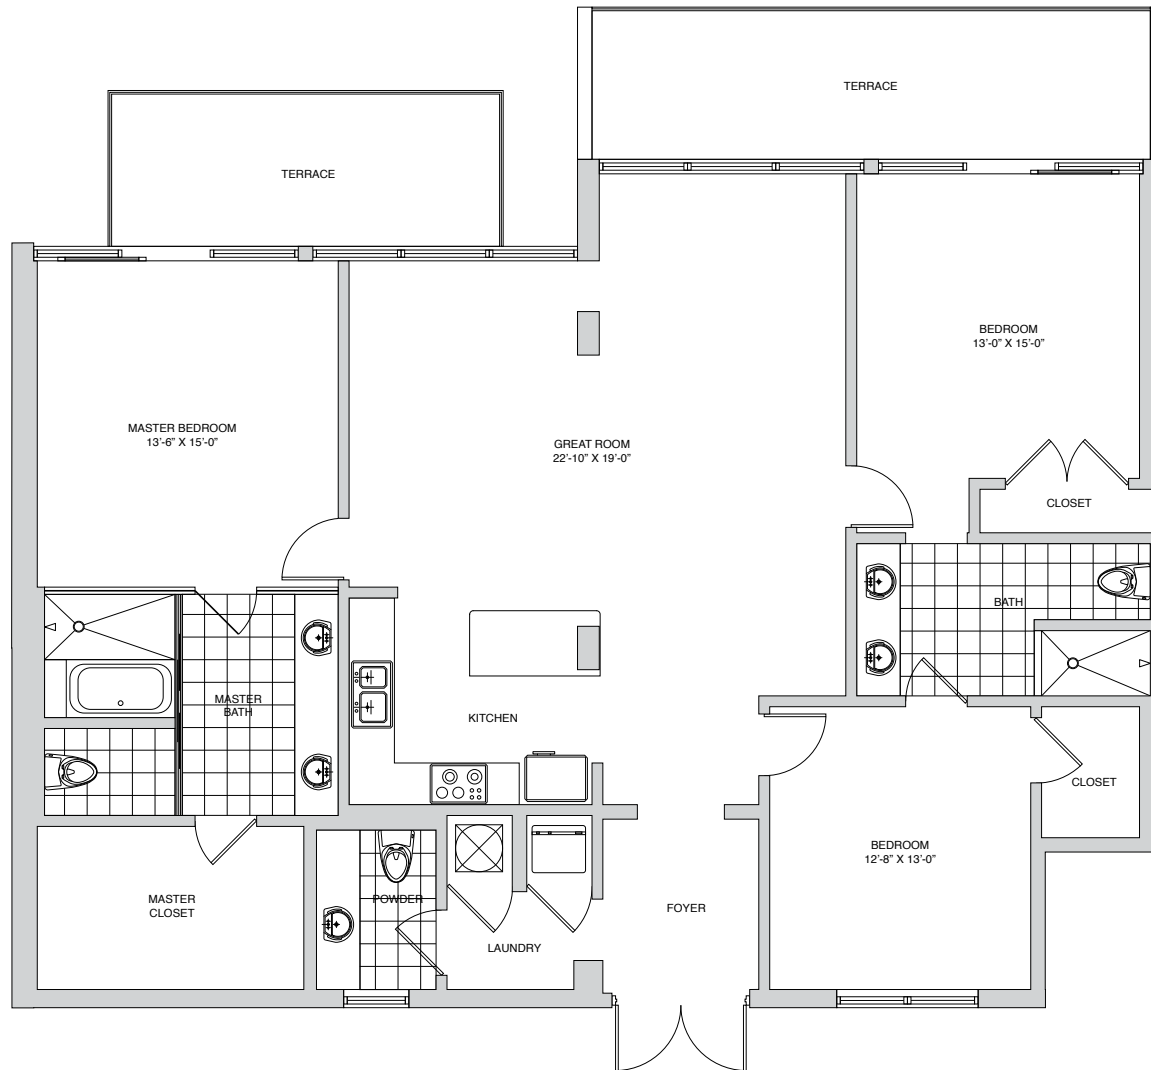 TERRACE
TERRACE
BEDROOM
13'-0" X 15'-0"
MASTER BEDROOM
13'-6" X 15'-0"
GREAT ROOM
22'-10" X 19'-0"
CLOSET
BATH
MASTER
BATH
KITCHEN
CLOSET
BEDROOM
12'-8" X 13'-0"
MASTER
CLOSET
POWDER
FOYER
LAUNDRY